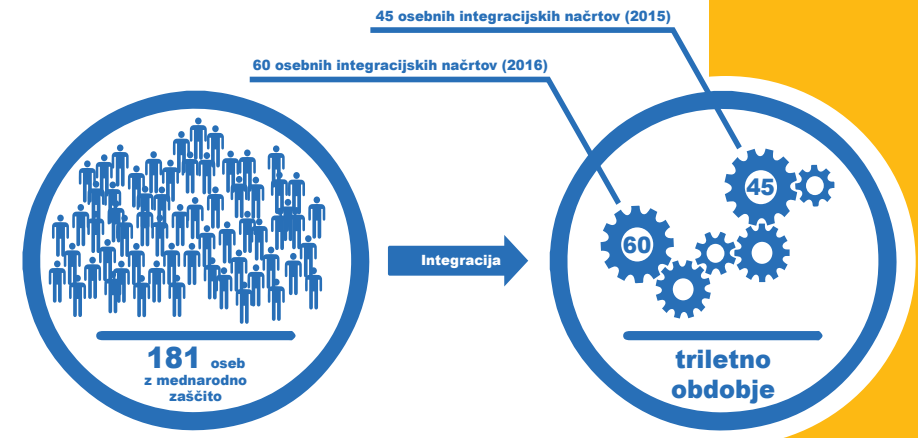 45 osebnih integracijskih načrtov (2015)
60 osebnih integracijskih načrtov (2016)
45
60
Integracija
181 oseb
z mednarodno
zaščito
triletno
obdobje